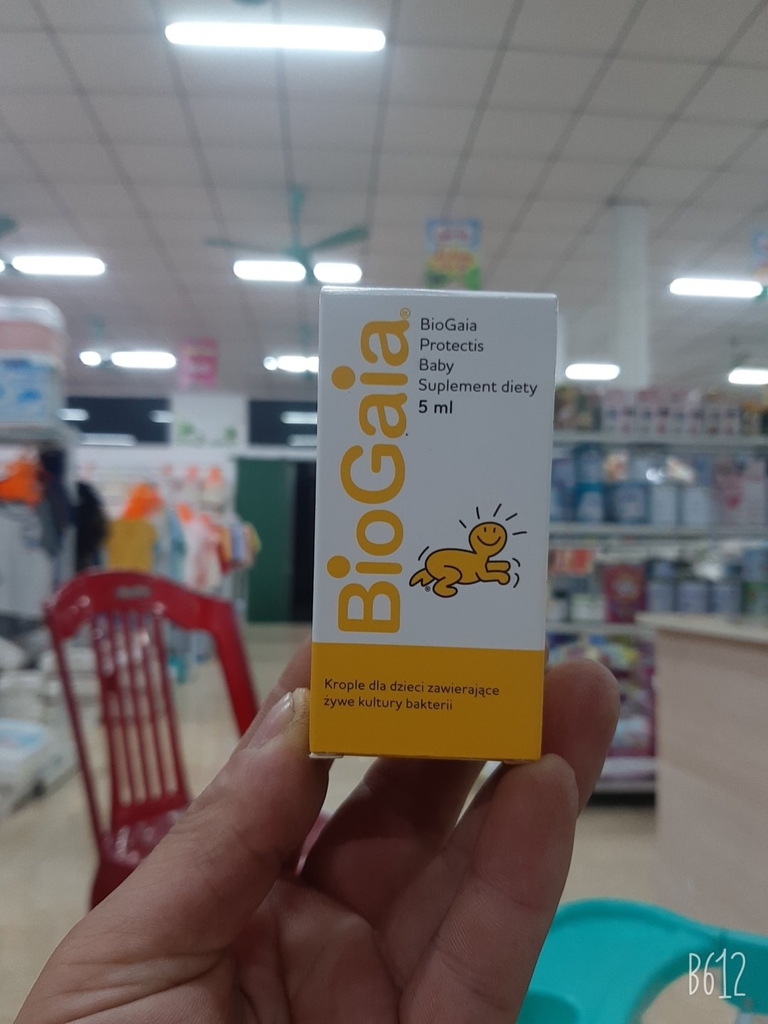 BioGaia®
BioGaia
Protectis
Baby
Suplement diety
5 ml
Krople dla dzieci zawierające
żywe kultury bakterii
B612